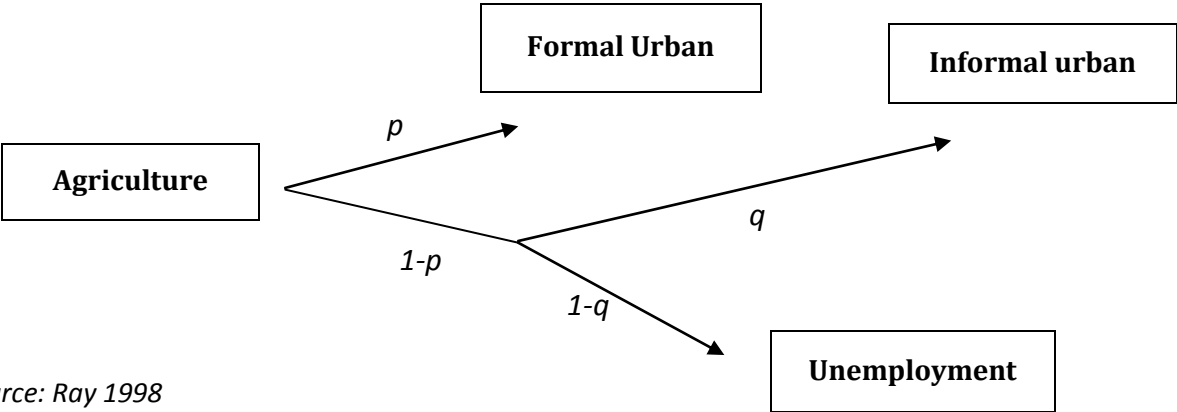 Formal Urban
Informal urban
p
Agriculture
q
1-p
1-q
Unemployment
rce: Ray 1998